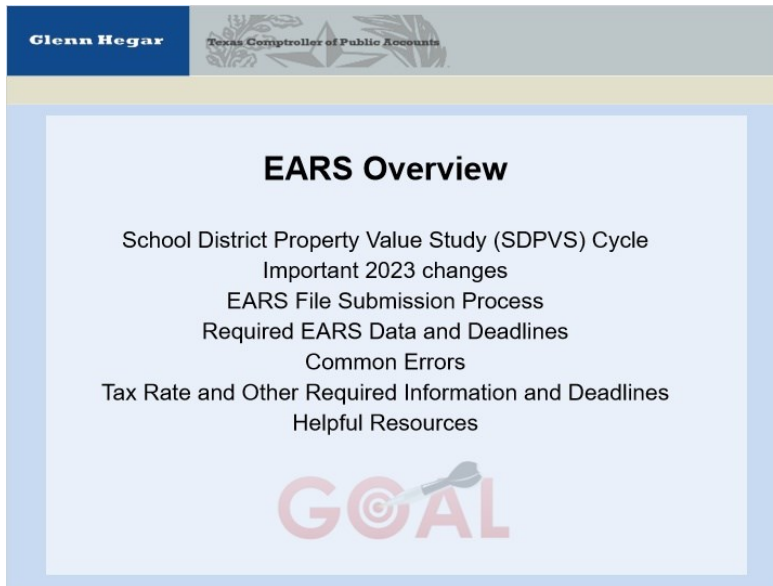 Glenn Hegar
Texas Comptroller of Public Accounts
EARS Overview
School District Property Value Study (SDPVS) Cycle
Important 2023 changes
EARS File Submission Process
Required EARS Data and Deadlines
Common Errors
Tax Rate and Other Required Information and Deadlines
Helpful Resources
GOAL